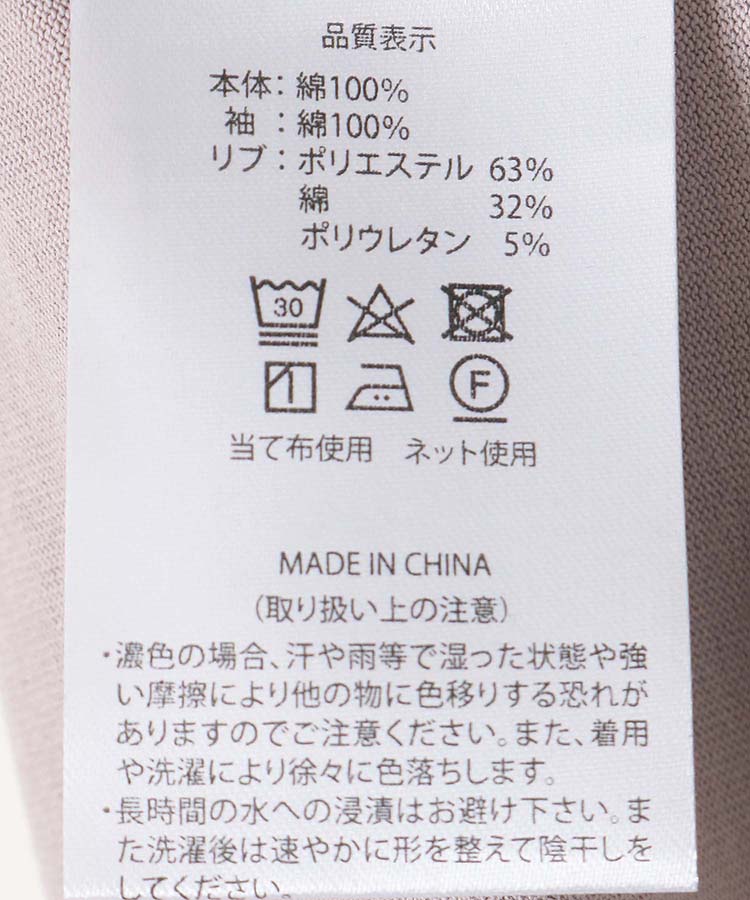 品質表示
本体：綿100%
袖：綿100%
リブ：ポリエステル 63%
綿 32%
ポリウレタン 5%
30
F
当て布使用 ネット使用
MADE IN CHINA
（取り扱い上の注意）
・濃色の場合、汗や雨等で湿った状態や強
い摩擦により他の物に色移りする恐れが
ありますのでご注意ください。また、着用
や洗濯により徐々に色落ちします。
・長時間の水への浸漬はお避け下さい。ま
た洗濯後は速やかに形を整えて陰干しを
してください。